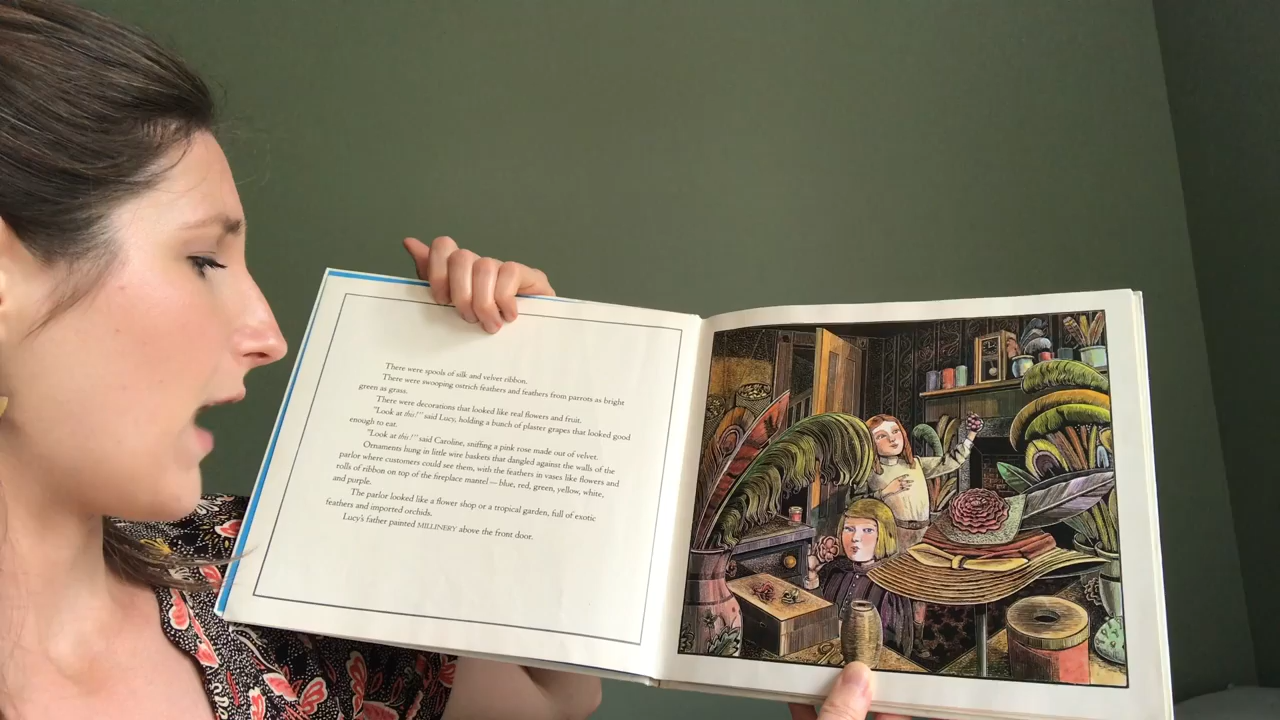 There were spools of silk and velvet ribbon.
There were swooping ostrich feathers and feathers from parrots as bright
green as grass.
There were decorations that looked like real flowers and fruit.
"Look at this!" said Lucy, holding a bunch of plaster grapes that looked good
enough to eat.
"Look at this!" said Caroline, sniffing a pink rose made out of velvet.
Ornaments hung in little wire baskets that dangled against the walls of the
parlor where customers could see them, with the feathers in vases like flowers and
rolls of ribbon on top of the fireplace mantel — blue, red, green, yellow, white,
and purple.
The parlor looked like a flower shop or a tropical garden, full of exotic
feathers and imported orchids.
Lucy's father painted MILLINERY above the front door.